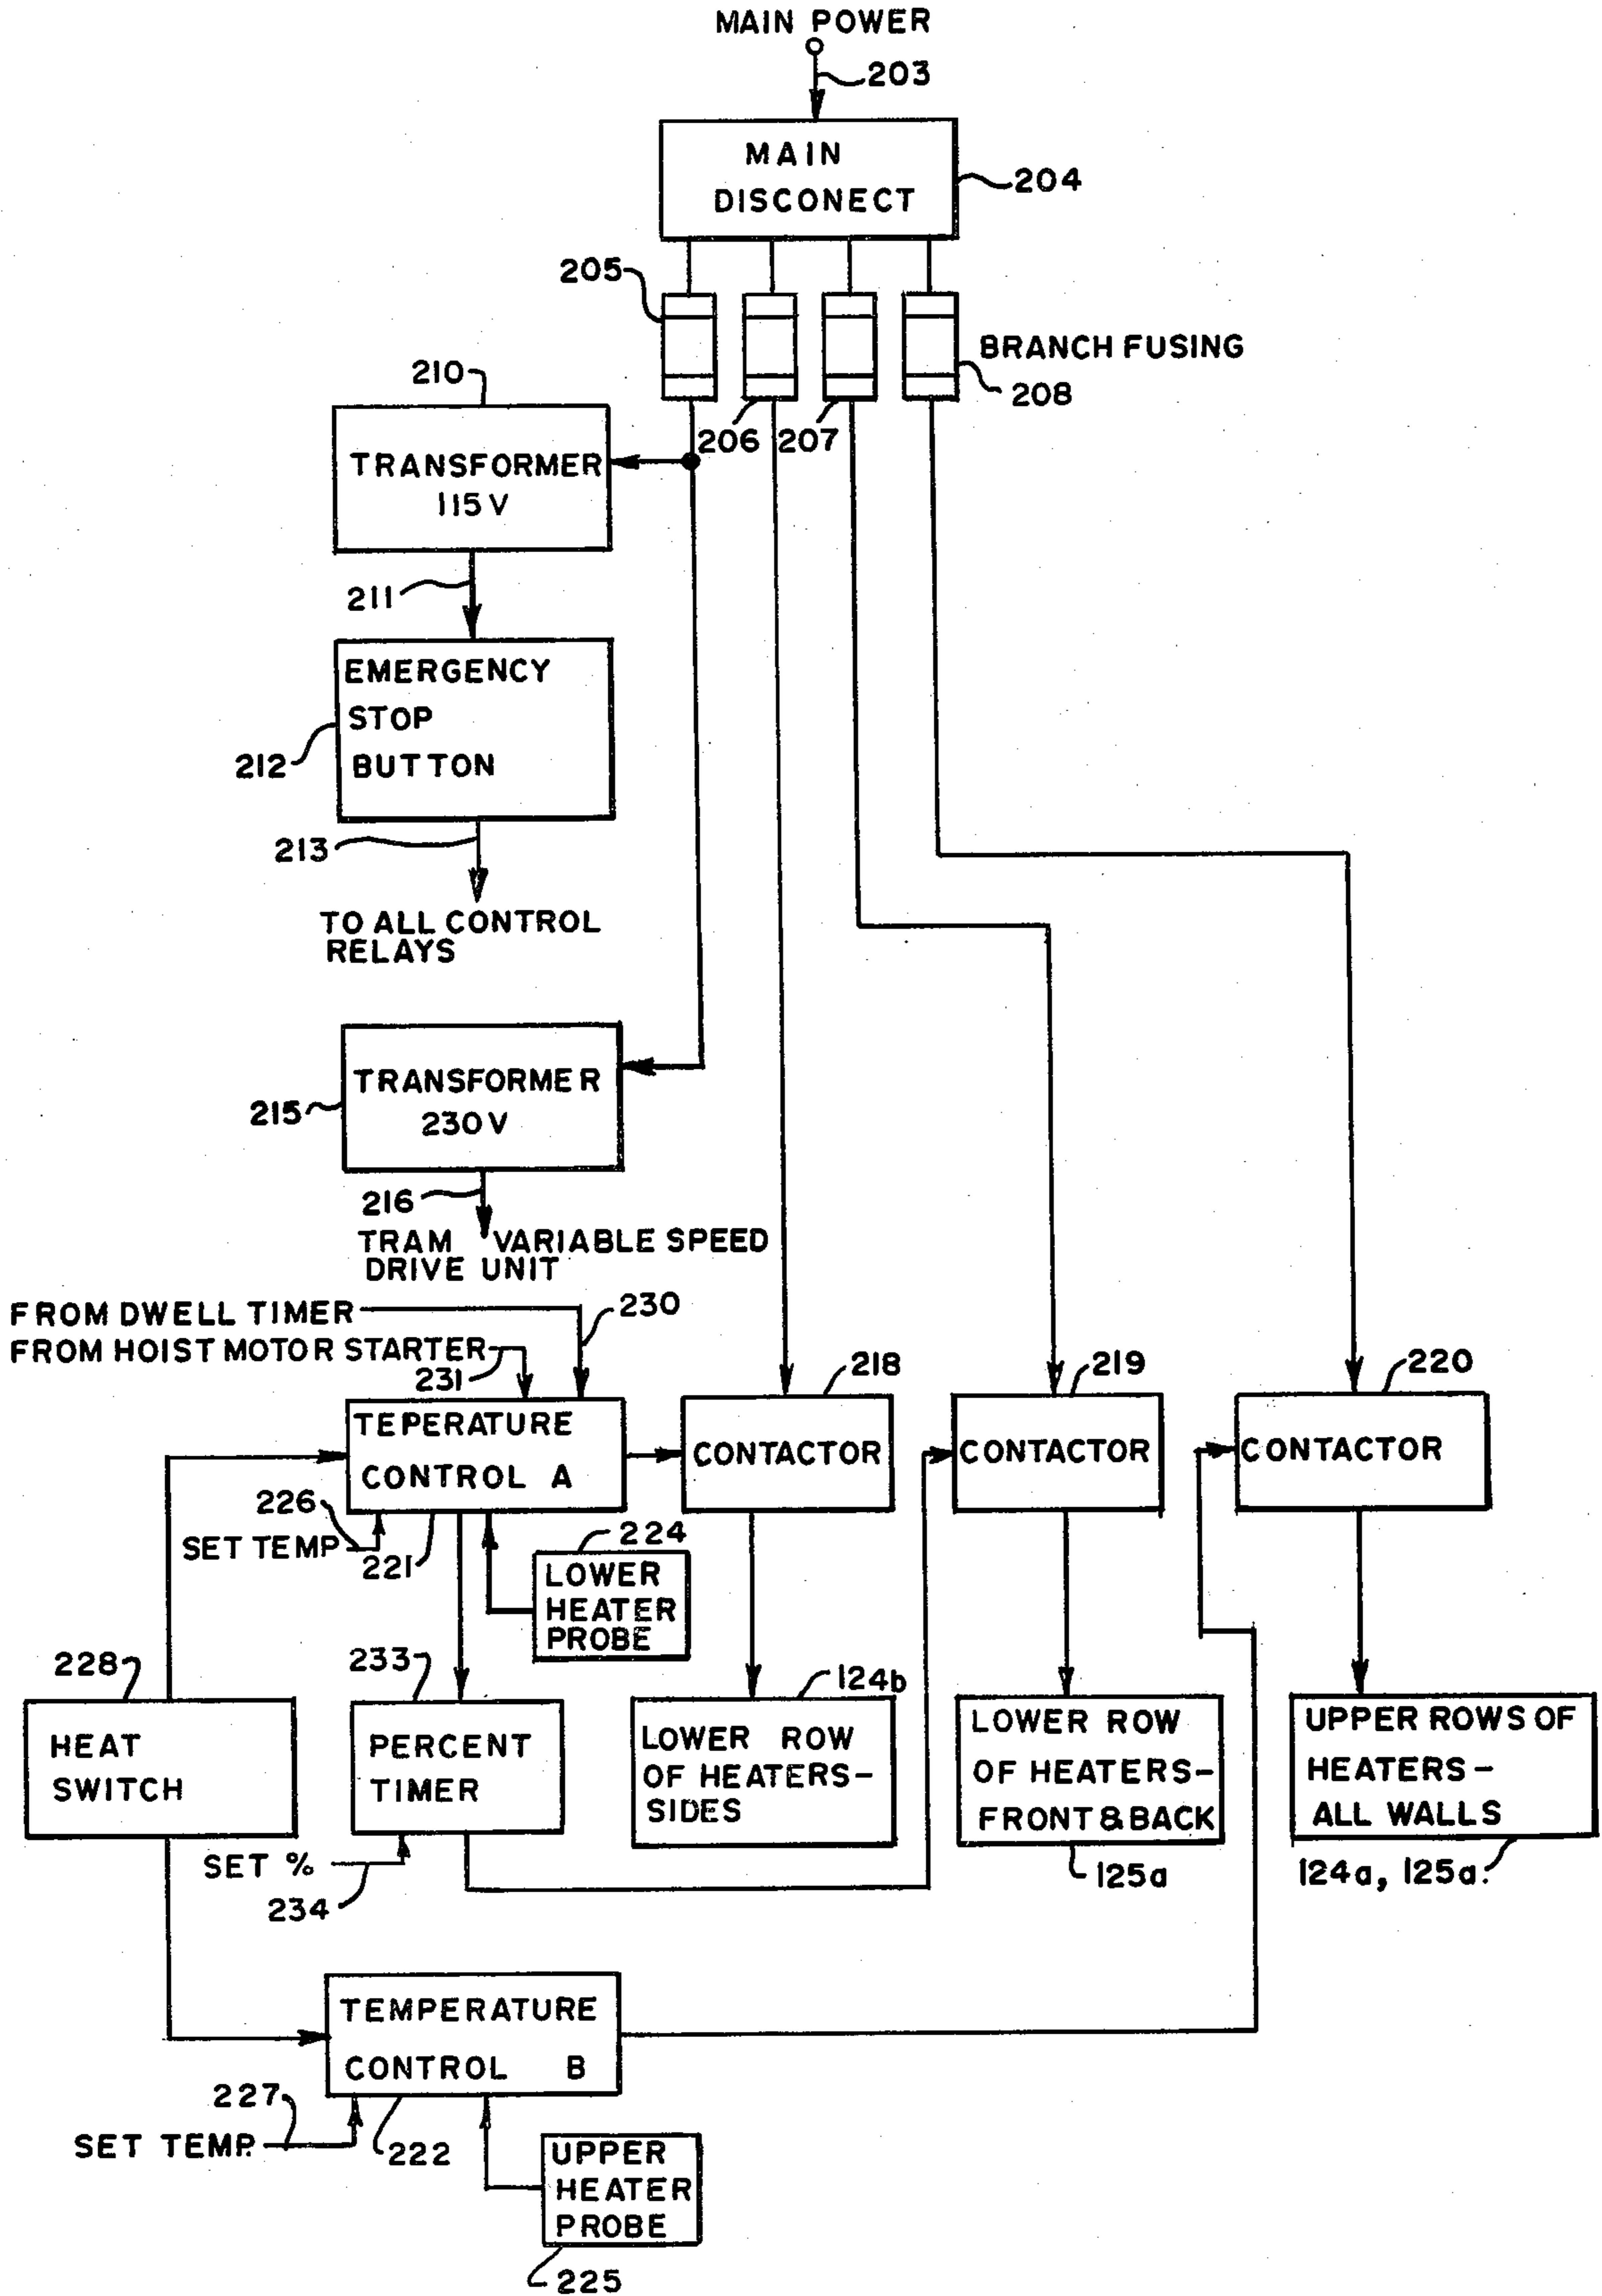 MAIN POWER
203
MAIN
DISCONECT
204
205
BRANCH FUSING
208
206
207
210
TRANSFORMER
115 V
211
EMERGENCY
STOP
BUTTON
212
213
TO ALL CONTROL
RELAYS
TRANSFORMER
230 V
215
216
TRAM VARIABLE SPEED
DRIVE UNIT
FROM DWELL TIMER
230
FROM HOIST MOTOR STARTER
231
218
219
220
TEPERATURE
CONTROL A
CONTACTOR
CONTACTOR
CONTACTOR
226
SET TEMP
221
224
LOWER
HEATER
PROBE
228
233
124b
HEAT
SWITCH
PERCENT
TIMER
LOWER ROW
OF HEATERS-
SIDES
LOWER ROW
OF HEATERS-
FRONT & BACK
UPPER ROWS OF
HEATERS-
ALL WALLS
SET %
234
125a
124a, 125a.
TEMPERATURE
CONTROL B
227
SET TEMP.
222
UPPER
HEATER
PROBE
225